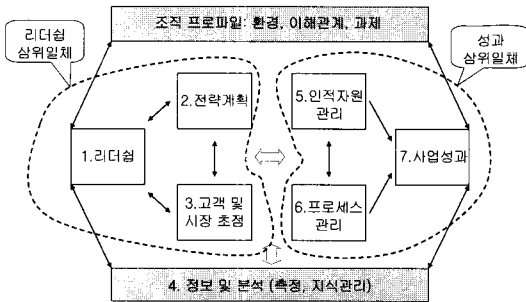 조직 프로파일: 환경, 이해관계, 과제
리더쉽
삼위일체
성과
삼위일체
2.전략계획
5.인적자원
관리
1.리더쉽
7.사업성과
3.고객 및
시장 초점
6.프로세스
관리
4. 정보 및 분석 (측정, 지식관리)